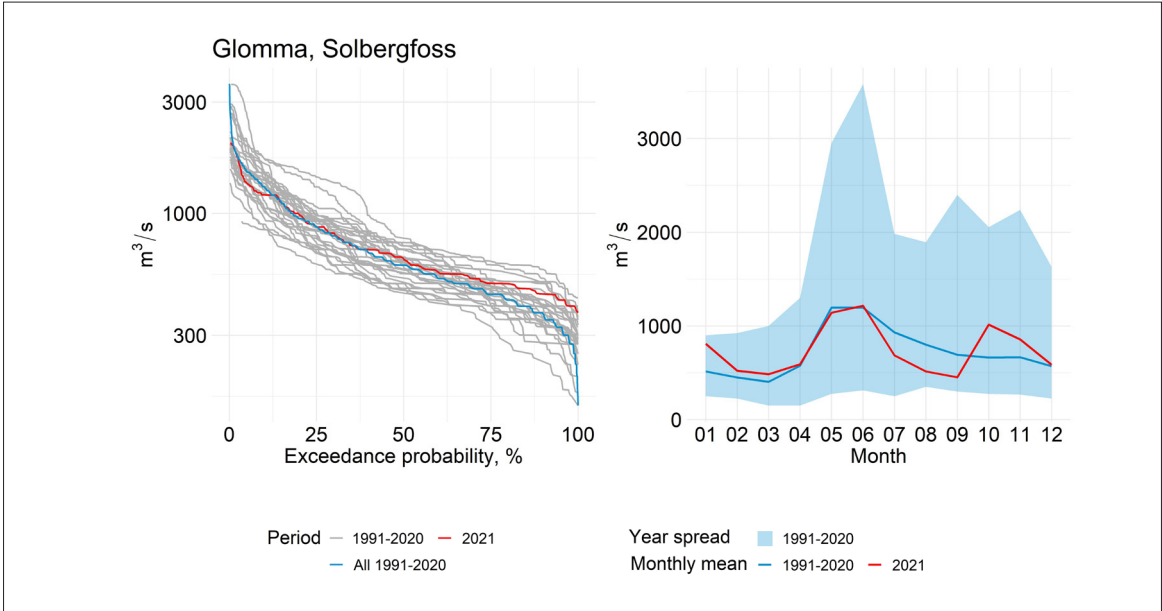 Glomma, Solbergfoss
3000
1000
300
m³/s
0 25 50 75 100
Exceedance probability, %
3000
2000
1000
0
m³/s
01 02 03 04 05 06 07 08 09 10 11 12
Month
Period 1991-2020 2021
All 1991-2020
Year spread 1991-2020
Monthly mean 1991-2020 2021